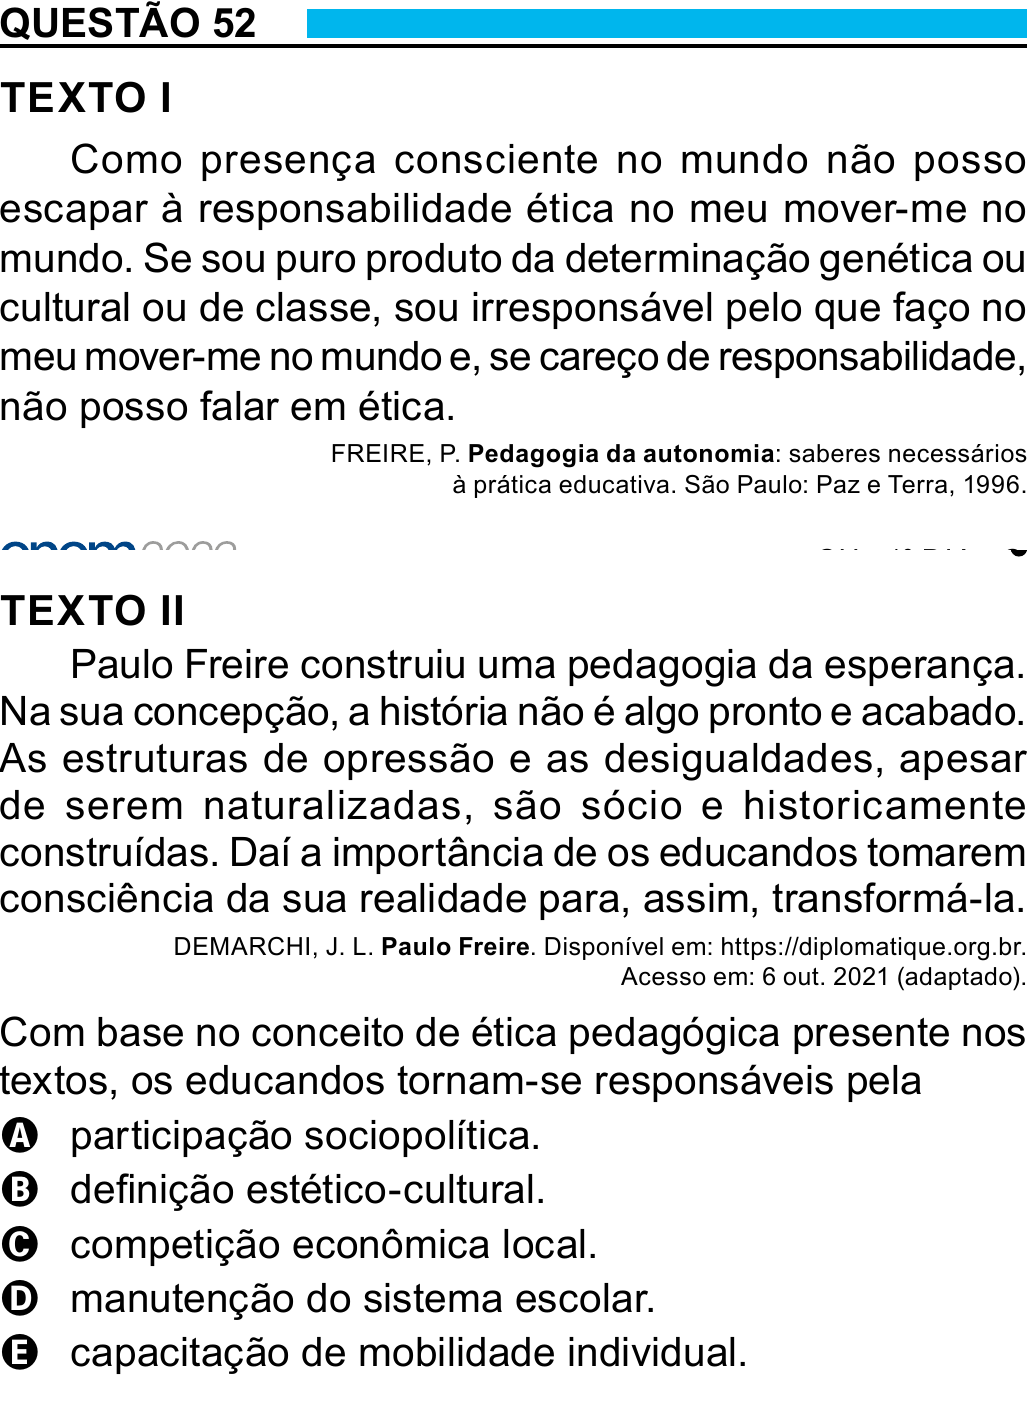 QUESTÃO 52
TEXTO I
Como presença consciente no mundo não posso
escapar à responsabilidade ética no meu mover-me no
mundo. Se sou puro produto da determinação genética ou
cultural ou de classe, sou irresponsável pelo que faço no
meu mover-me no mundo e, se careço de responsabilidade,
não posso falar em ética.
FREIRE, P. Pedagogia da autonomia: saberes necessários
à prática educativa. São Paulo: Paz e Terra, 1996.
TEXTO II
Paulo Freire construiu uma pedagogia da esperança.
Na sua concepção, a história não é algo pronto e acabado.
As estruturas de opressão e as desigualdades, apesar
de serem naturalizadas, são sócio e historicamente
construídas. Daí a importância de os educandos tomarem
consciência da sua realidade para, assim, transformá-la.
DEMARCHI, J. L. Paulo Freire. Disponível em: https://diplomatique.org.br.
Acesso em: 6 out. 2021 (adaptado).
Com base no conceito de ética pedagógica presente nos
textos, os educandos tornam-se responsáveis pela
A participação sociopolítica.
B definição estético-cultural.
C competição econômica local.
D manutenção do sistema escolar.
E capacitação de mobilidade individual.